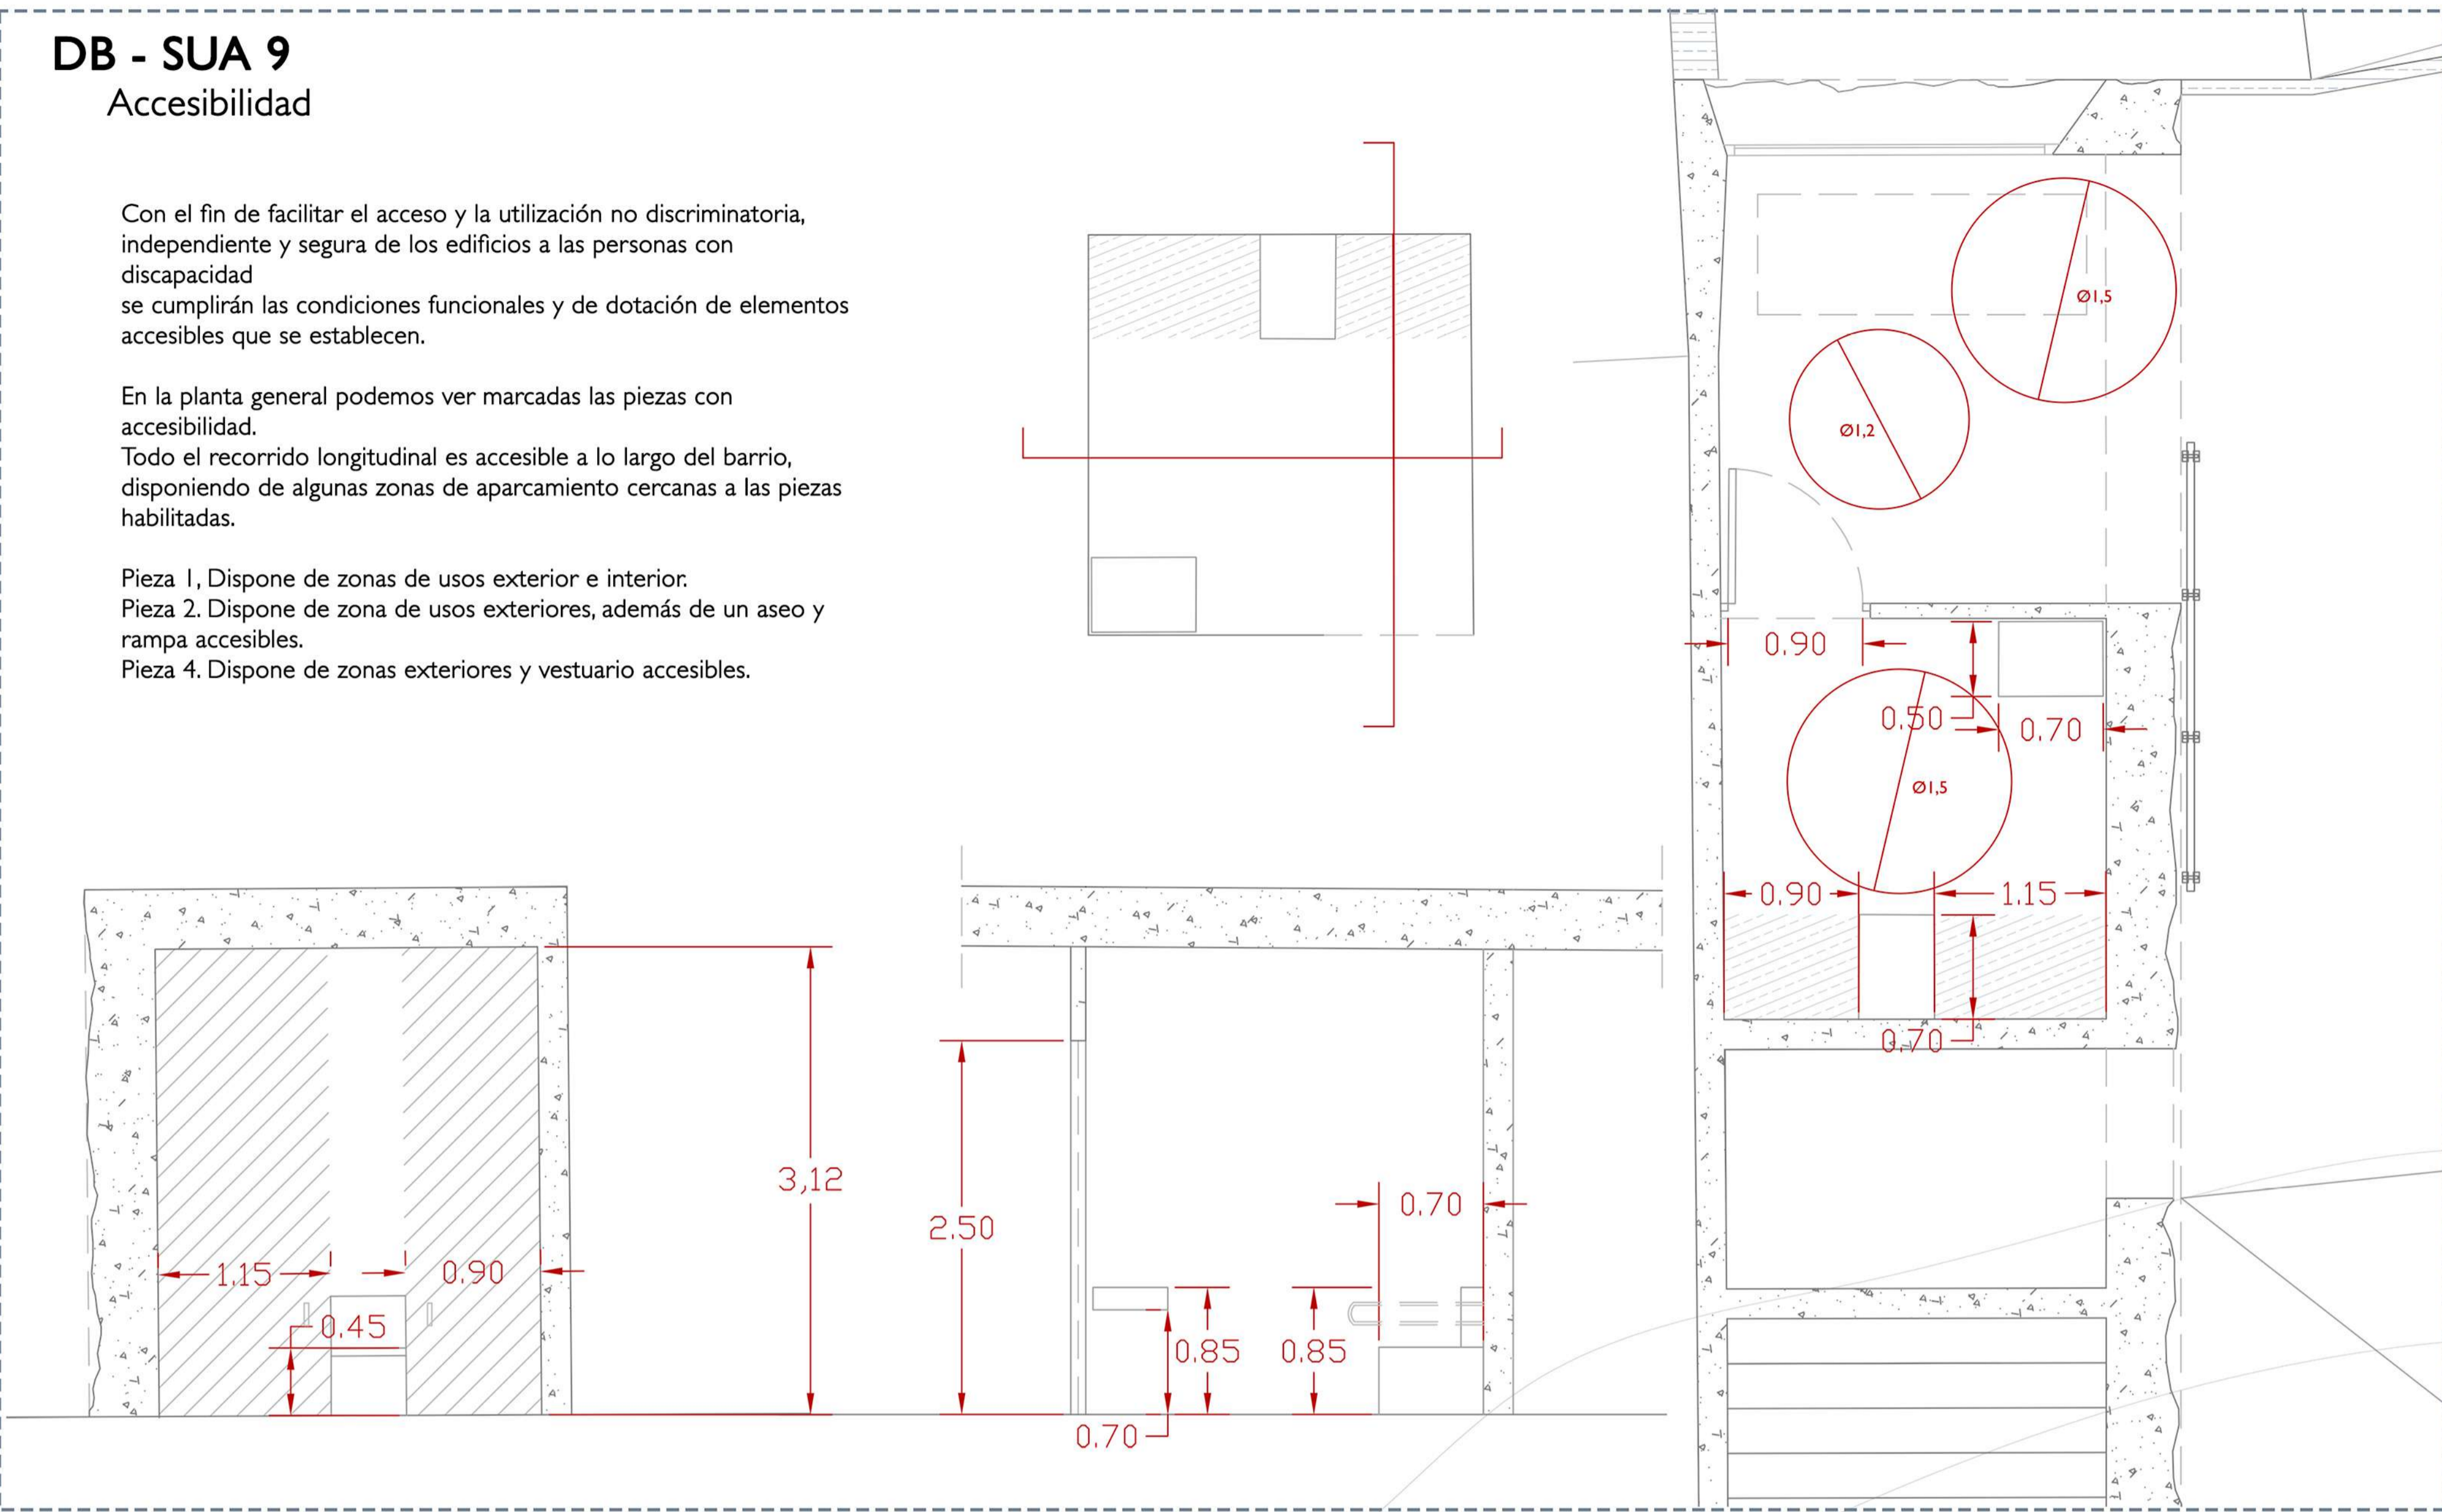 DB - SUA 9
Accesibilidad
Con el fin de facilitar el acceso y la utilización no discriminatoria,
independiente y segura de los edificios a las personas con
discapacidad
se cumplirán las condiciones funcionales y de dotación de elementos
accesibles que se establecen.
En la planta general podemos ver marcadas las piezas con
accesibilidad.
Todo el recorrido longitudinal es accesible a lo largo del barrio,
disponiendo de algunas zonas de aparcamiento cercanas a las piezas
habilitadas.
Pieza 1, Dispone de zonas de usos exterior e interior.
Pieza 2. Dispone de zona de usos exteriores, además de un aseo y
rampa accesibles.
Pieza 4. Dispone de zonas exteriores y vestuario accesibles.
Ø1,5
Ø1,2
0.90
0.50
0.70
Ø1,5
0.90
1.15
0.70
3,12
2.50
0.70
1.15
0.90
0.45
0.85
0.85
0.70